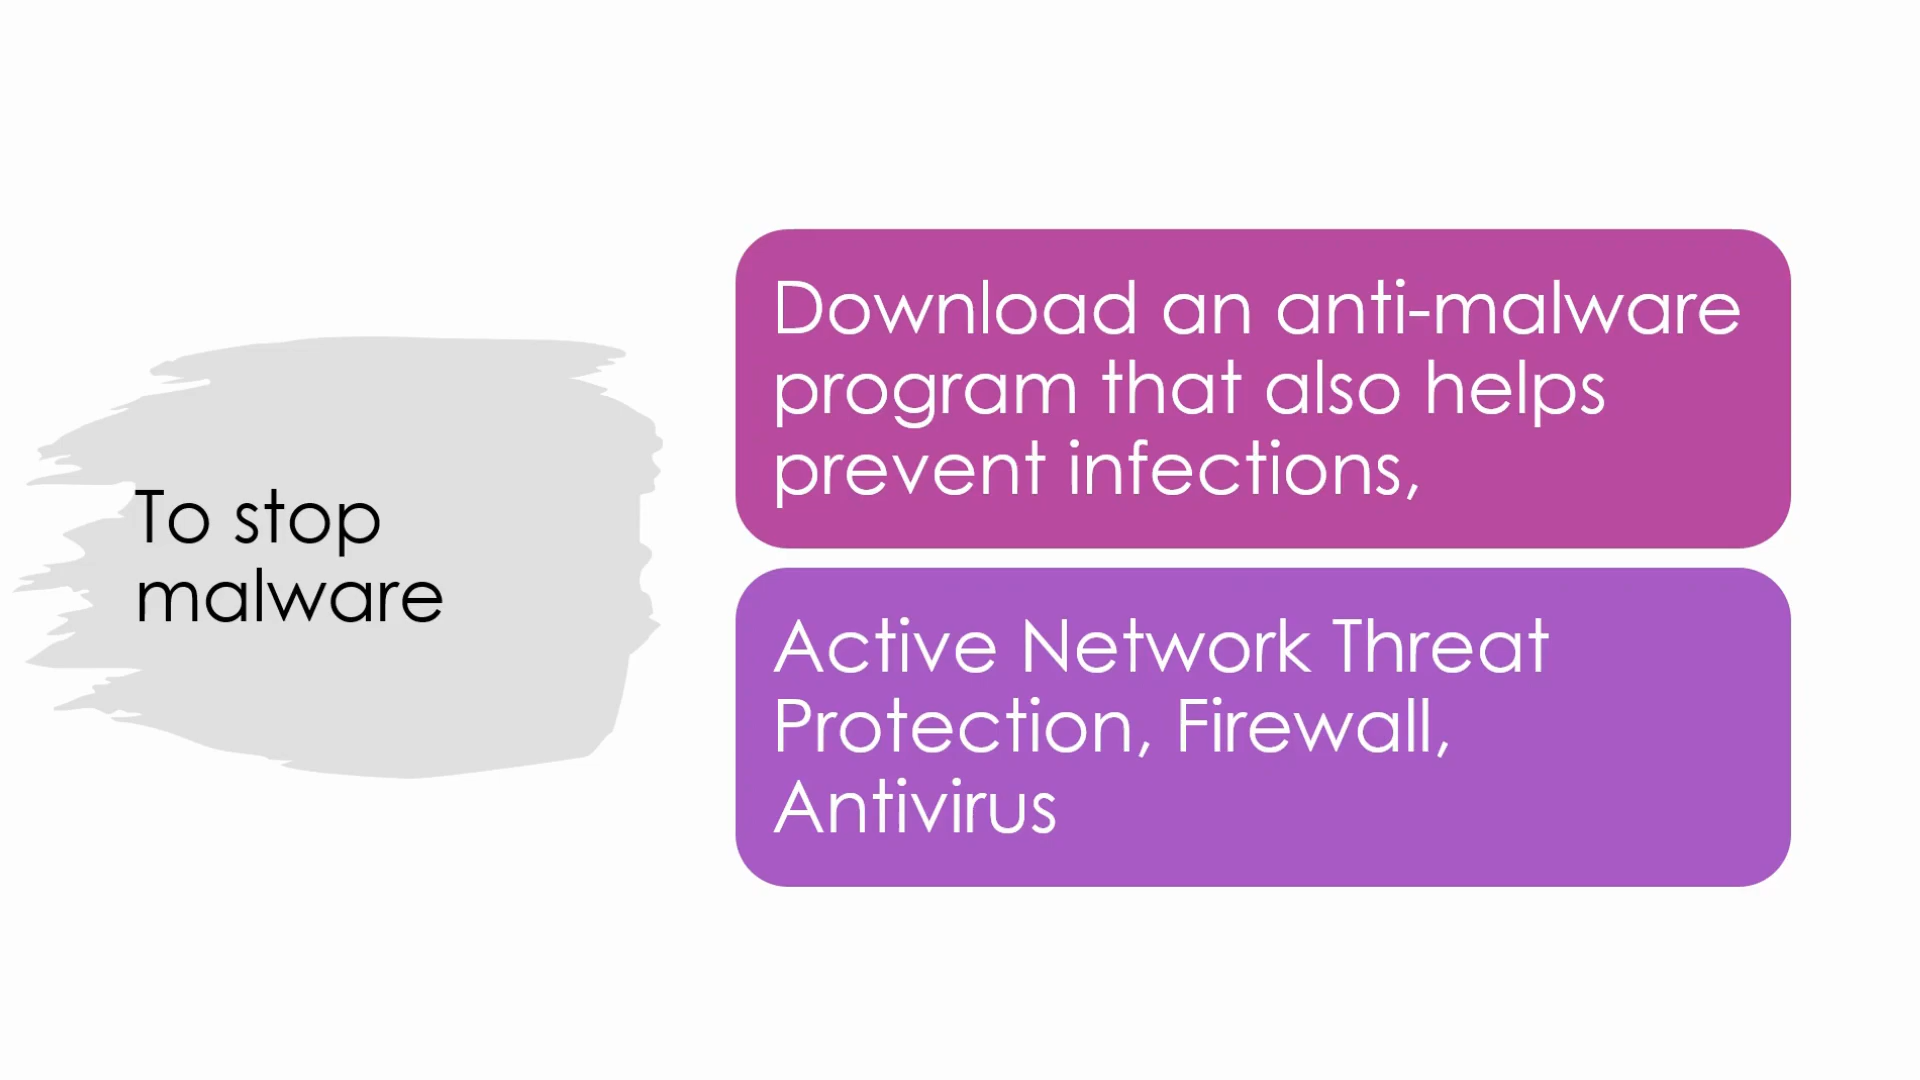 To stop
malware
Download an anti-malware
program that also helps
prevent infections,
Active Network Threat
Protection, Firewall,
Antivirus